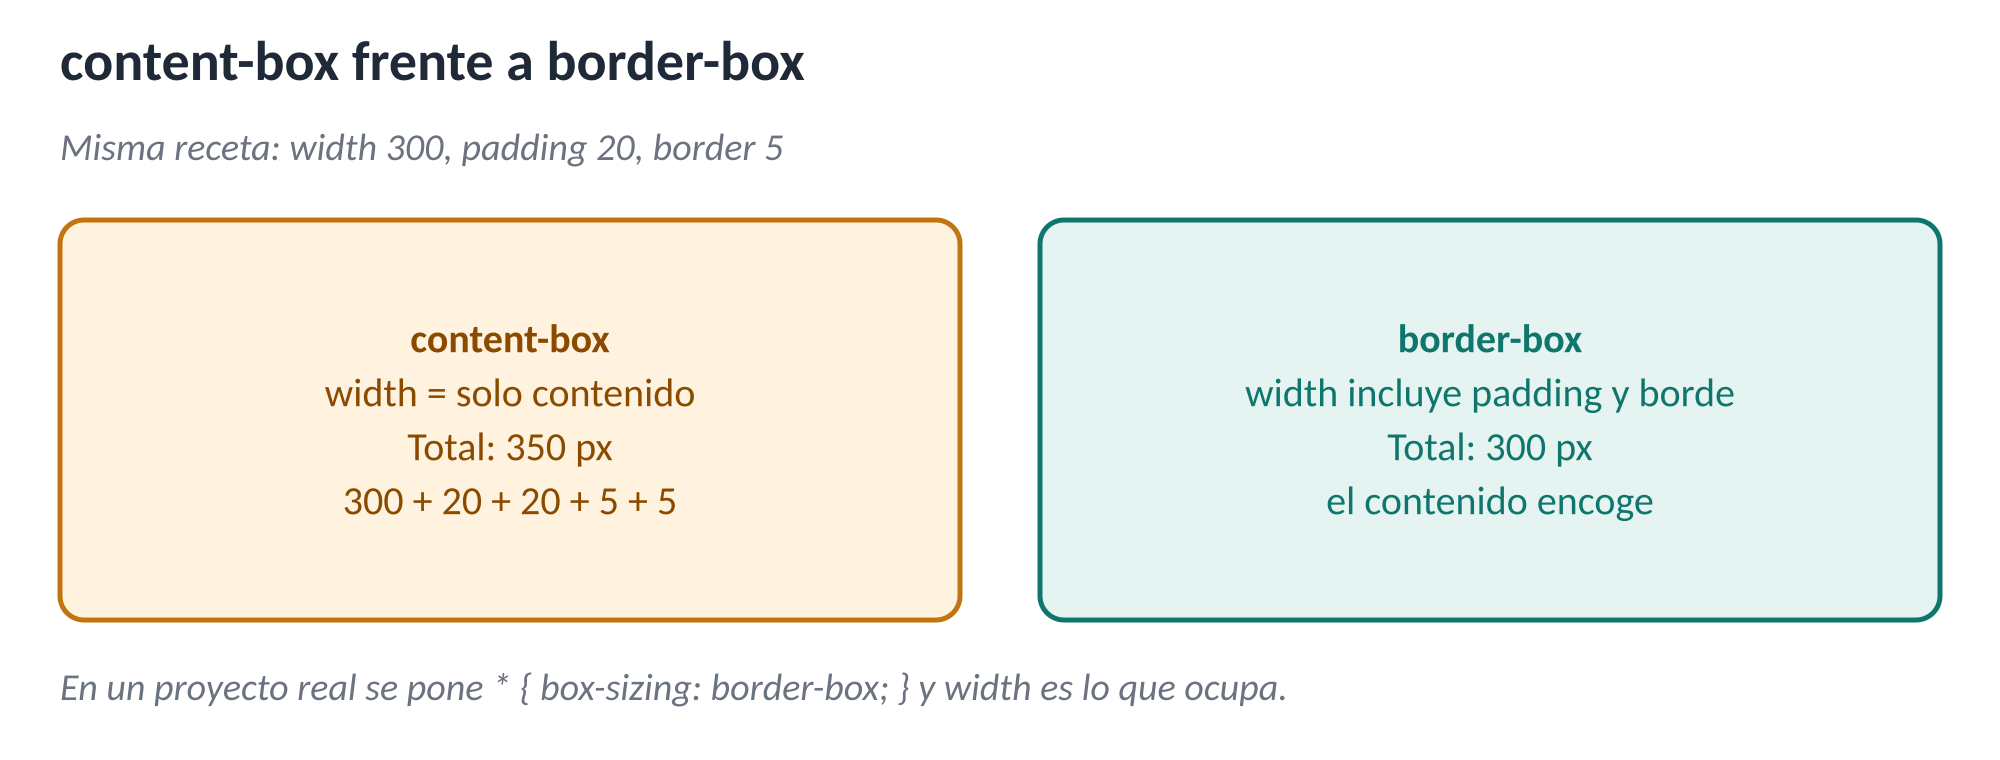 content-box frente a border-box
Misma receta: width 300, padding 20, border 5
content-box
width = solo contenido
Total: 350 px
300 + 20 + 20 + 5 + 5
border-box
width incluye padding y borde
Total: 300 px
el contenido encoge
En un proyecto real se pone * { box-sizing: border-box; } y width es lo que ocupa.